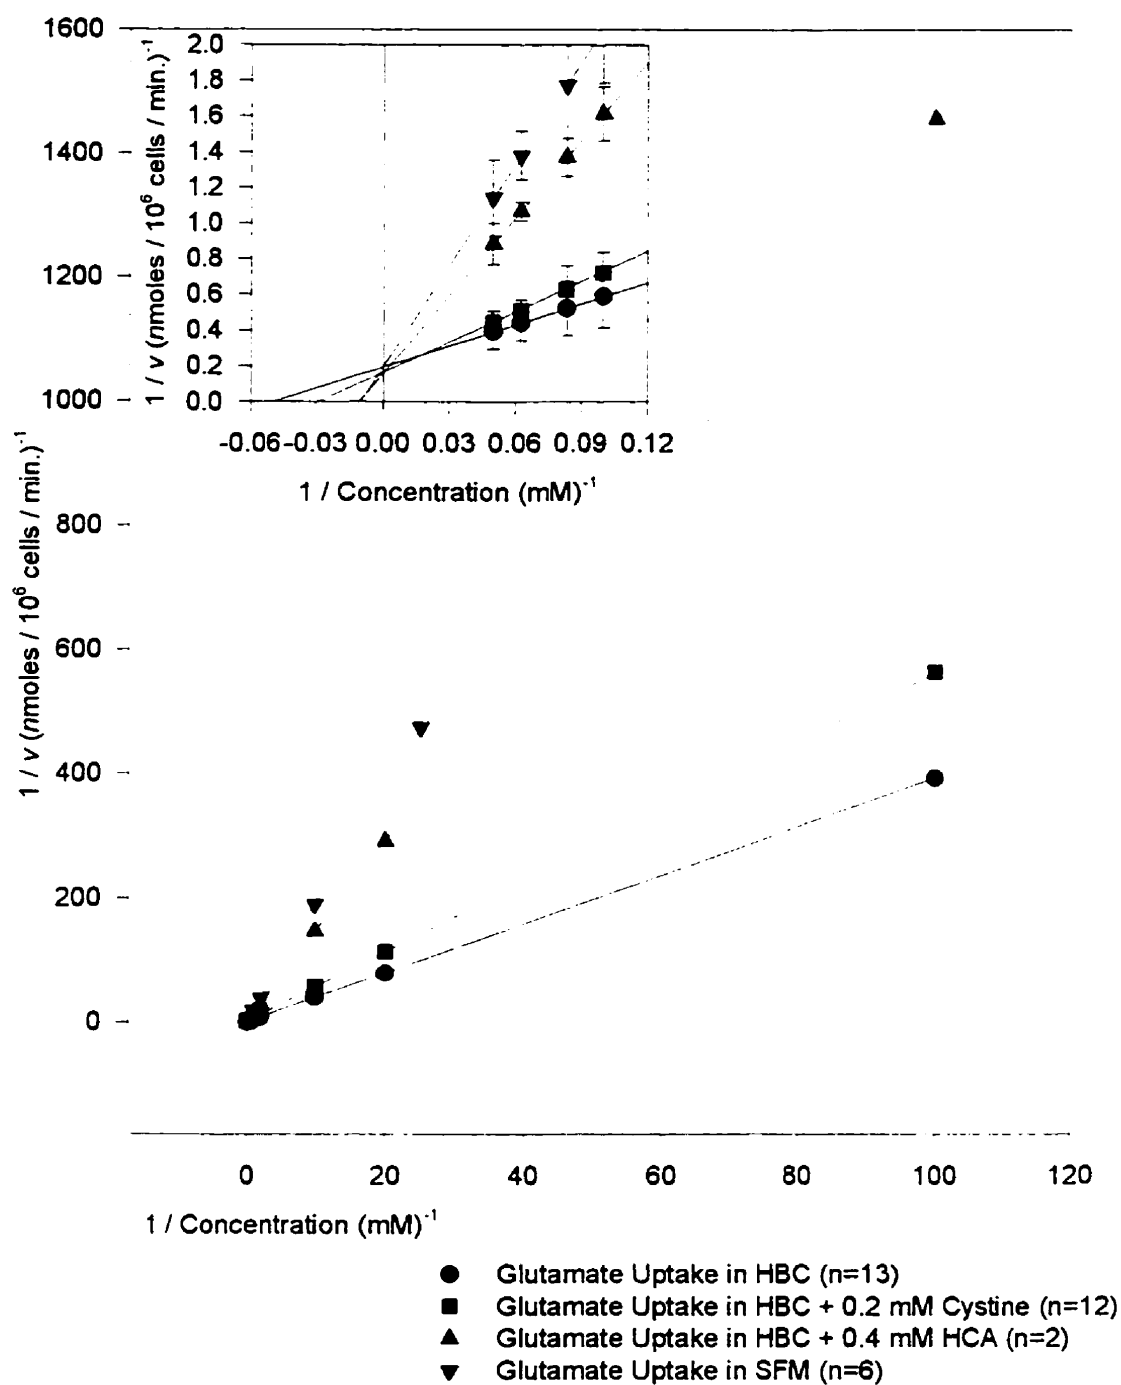 1600
1400
1200
1000
800
600
400
200
0
1 / v (nmoles / 10⁶ cells / min.)⁻¹
2.0
1.8
1.6
1.4
1.2
1.0
0.8
0.6
0.4
0.2
0.0
1 / v (nmoles / 10⁶ cells / min.)⁻¹
-0.06 -0.03 0.00 0.03 0.06 0.09 0.12
1 / Concentration (mM)⁻¹
0 20 40 60 80 100 120
1 / Concentration (mM)⁻¹
Glutamate Uptake in HBC (n=13)
Glutamate Uptake in HBC + 0.2 mM Cystine (n=12)
Glutamate Uptake in HBC + 0.4 mM HCA (n=2)
Glutamate Uptake in SFM (n=6)